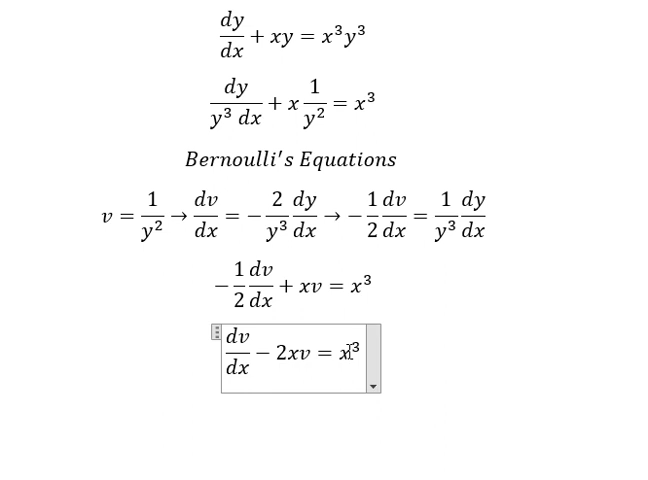 dy/dx + xy = x³y³
dy/(y³ dx) + x 1/y² = x³
Bernoulli's Equations
v = 1/y² → dv/dx = − 2/y³ dy/dx → − 1/2 dv/dx = 1/y³ dy/dx
− 1/2 dv/dx + xv = x³
dv/dx − 2xv = x³